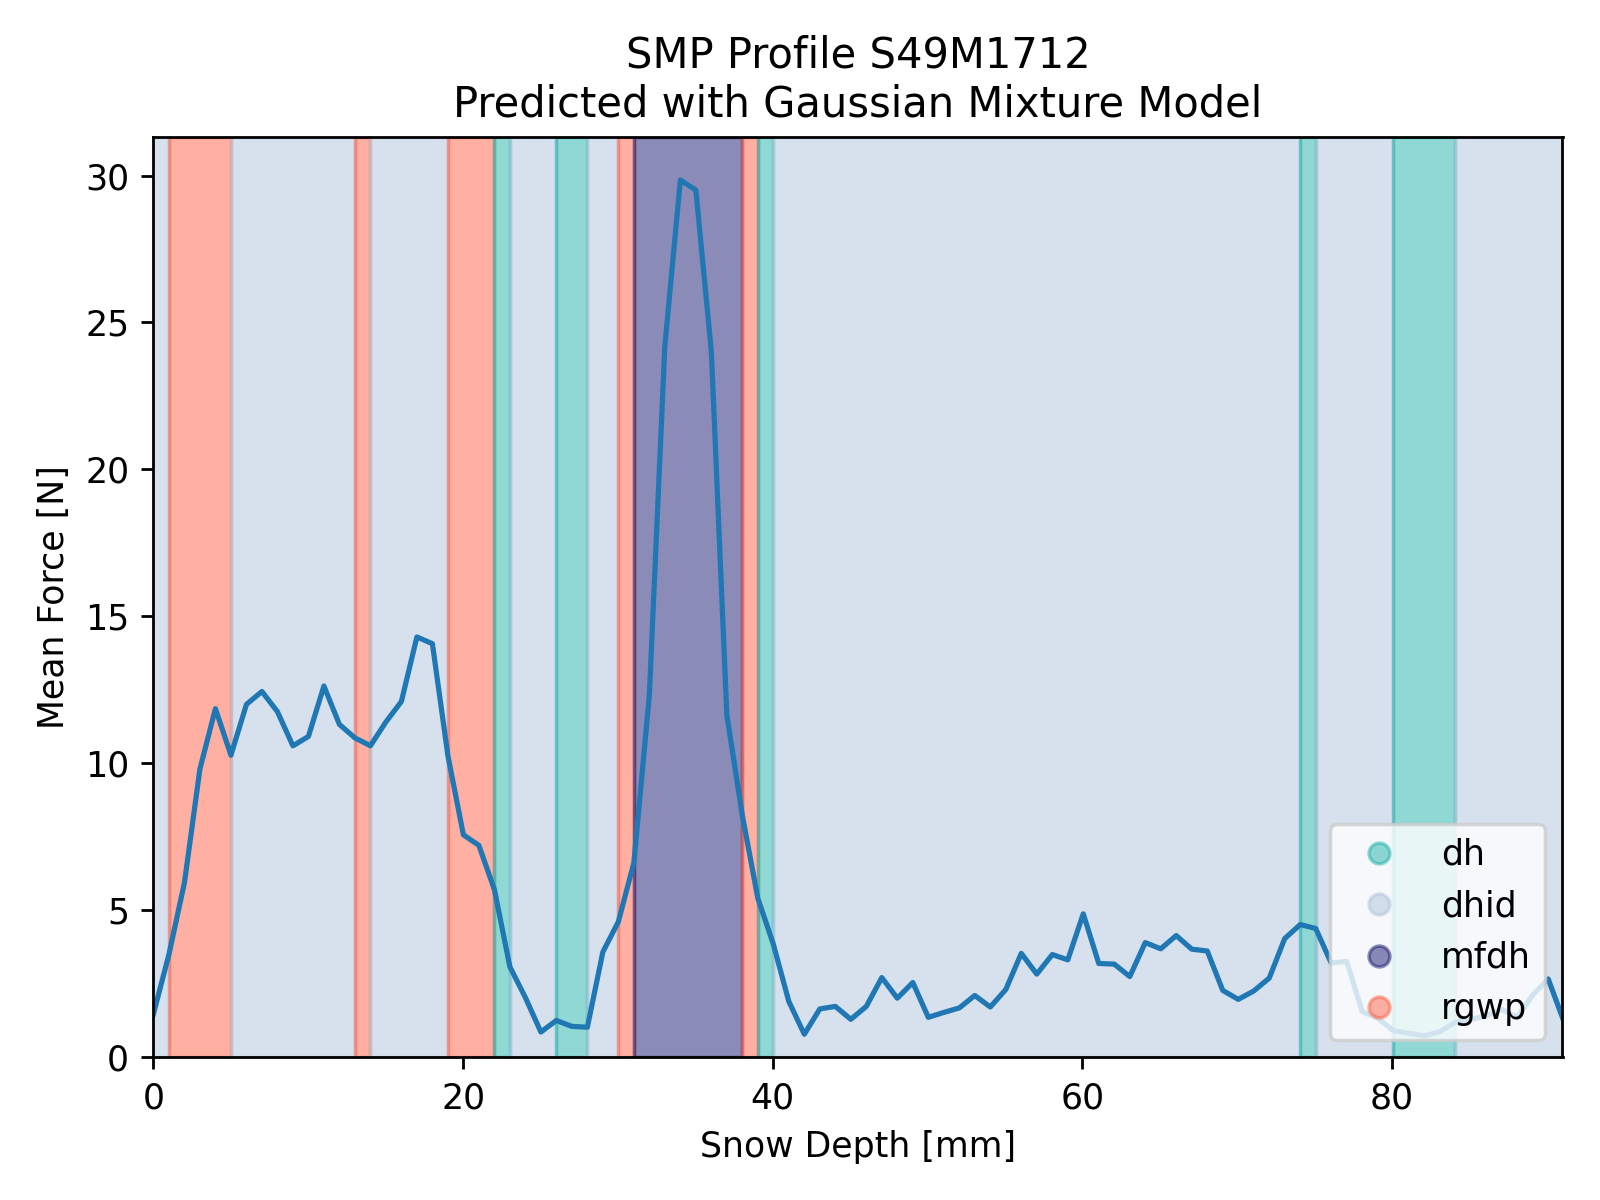 SMP Profile S49M1712
Predicted with Gaussian Mixture Model
30
25
20
15
10
5
0
Mean Force [N]
0 20 40 60 80
Snow Depth [mm]
dh
dhid
mfdh
rgwp